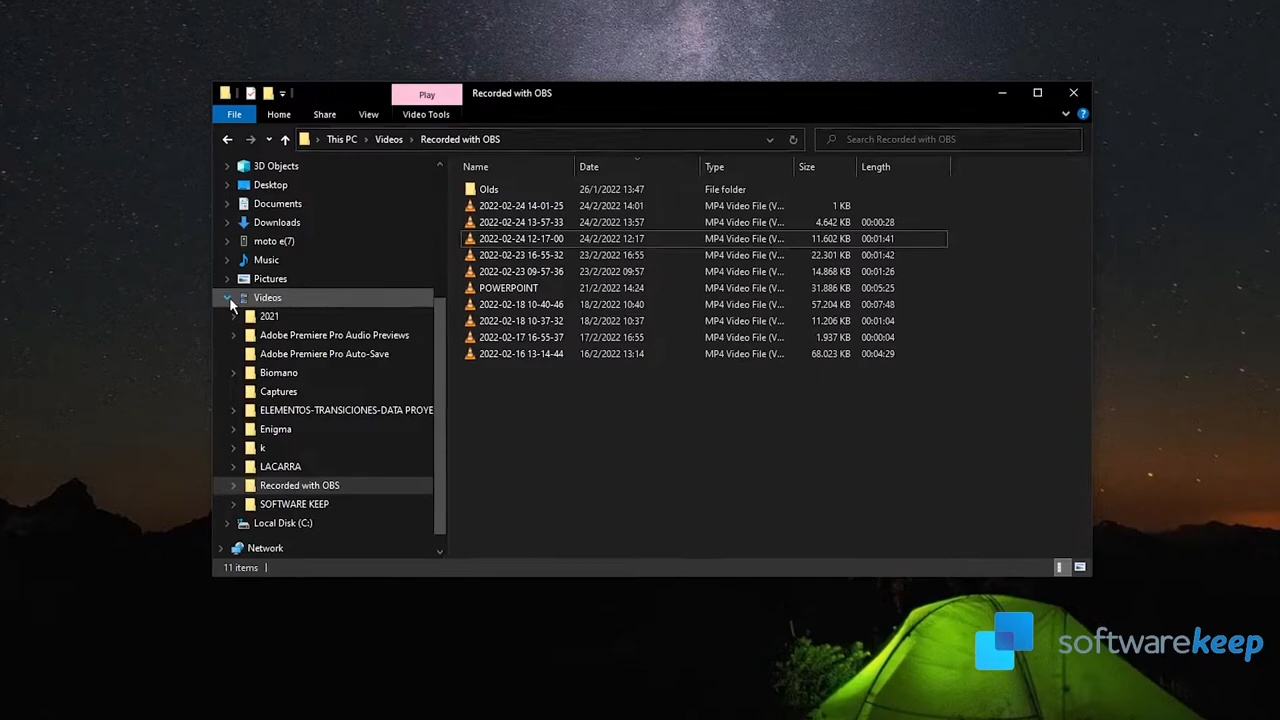 Play
Recorded with OBS
File
Home
Share
View
Video Tools
This PC > Videos > Recorded with OBS
Search Recorded with OBS
3D Objects
Desktop
Documents
Downloads
moto e(7)
Music
Pictures
Videos
2021
Adobe Premiere Pro Audio Previews
Adobe Premiere Pro Auto-Save
Biomano
Captures
ELEMENTOS-TRANSICIONES-DATA PROYE
Enigma
k
LACARRA
Recorded with OBS
SOFTWARE KEEP
Local Disk (C:)
Network
Name Date Type Size Length
Olds 26/1/2022 13:47 File folder
2022-02-24 14-01-25 24/2/2022 14:01 MP4 Video File (V... 1 KB
2022-02-24 13-57-33 24/2/2022 13:57 MP4 Video File (V... 4.642 KB 00:00:28
2022-02-24 12-17-00 24/2/2022 12:17 MP4 Video File (V... 11.602 KB 00:01:41
2022-02-23 16-55-32 23/2/2022 16:55 MP4 Video File (V... 22.301 KB 00:01:42
2022-02-23 09-57-36 23/2/2022 09:57 MP4 Video File (V... 14.868 KB 00:01:26
POWERPOINT 21/2/2022 14:24 MP4 Video File (V... 31.886 KB 00:05:25
2022-02-18 10-40-46 18/2/2022 10:40 MP4 Video File (V... 57.204 KB 00:07:48
2022-02-18 10-37-32 18/2/2022 10:37 MP4 Video File (V... 11.206 KB 00:01:04
2022-02-17 16-55-37 17/2/2022 16:55 MP4 Video File (V... 1.937 KB 00:00:04
2022-02-16 13-14-44 16/2/2022 13:14 MP4 Video File (V... 68.023 KB 00:04:29
11 items
softwarekeep